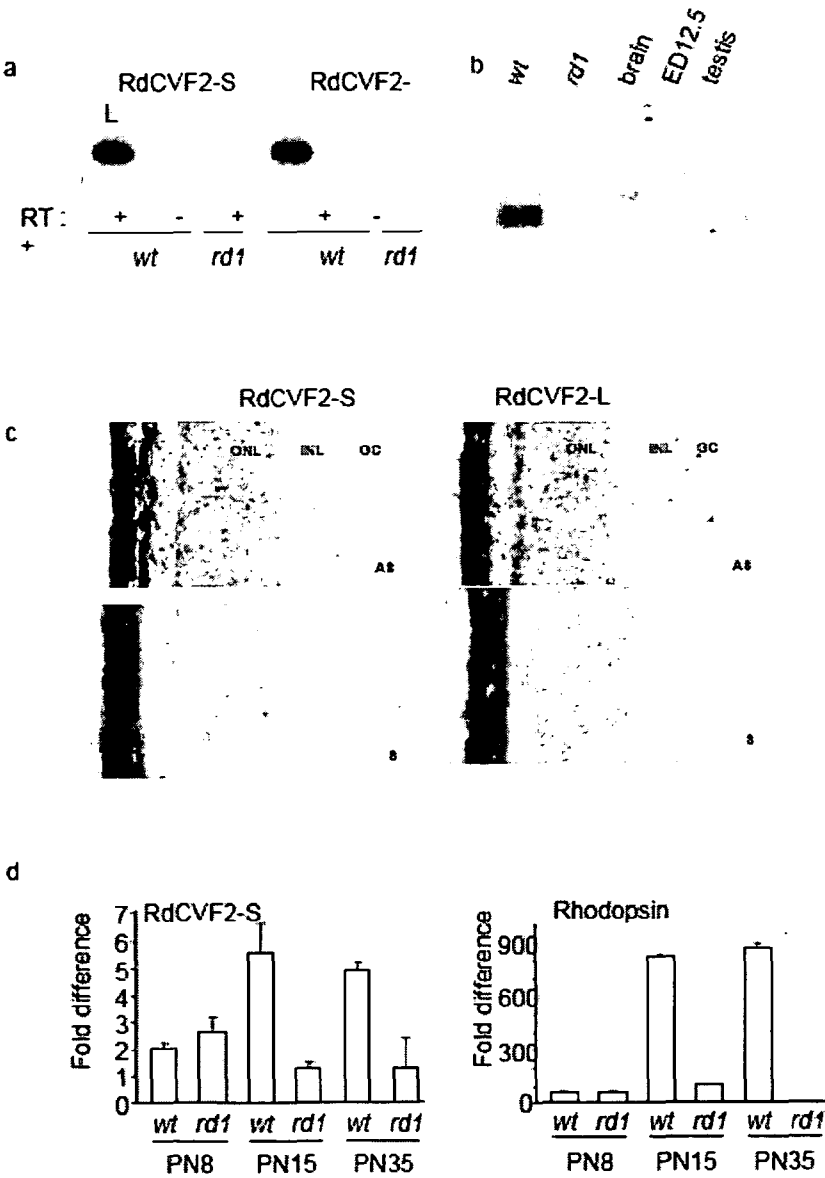 a
RdCVF2-S RdCVF2-
L
RT : + - + + -
+
wt rd1 wt rd1
b
wt rd1 brain ED12.5 testis
c
RdCVF2-S RdCVF2-L
ONL INL GC ONL INL GC
AS AS
S S
d
RdCVF2-S
Fold difference
7
6
5
4
3
2
1
0
wt rd1 wt rd1 wt rd1
PN8 PN15 PN35
Rhodopsin
Fold difference
900
600
300
0
wt rd1 wt rd1 wt rd1
PN8 PN15 PN35